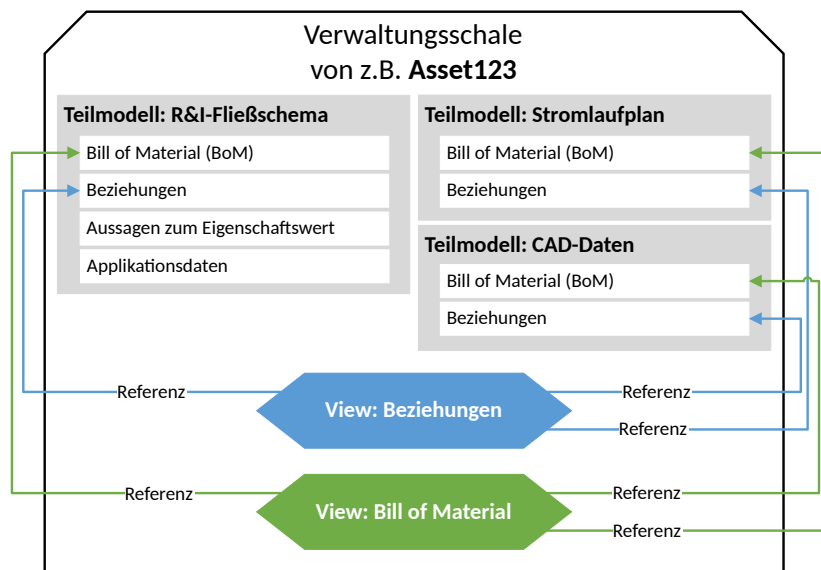 Verwaltungsschale
von z.B. Asset123
Teilmodell: R&I-Fließschema
Bill of Material (BoM)
Beziehungen
Aussagen zum Eigenschaftswert
Applikationsdaten
Teilmodell: Stromlaufplan
Bill of Material (BoM)
Beziehungen
Teilmodell: CAD-Daten
Bill of Material (BoM)
Beziehungen
Referenz
View: Beziehungen
Referenz
Referenz
Referenz
View: Bill of Material
Referenz
Referenz